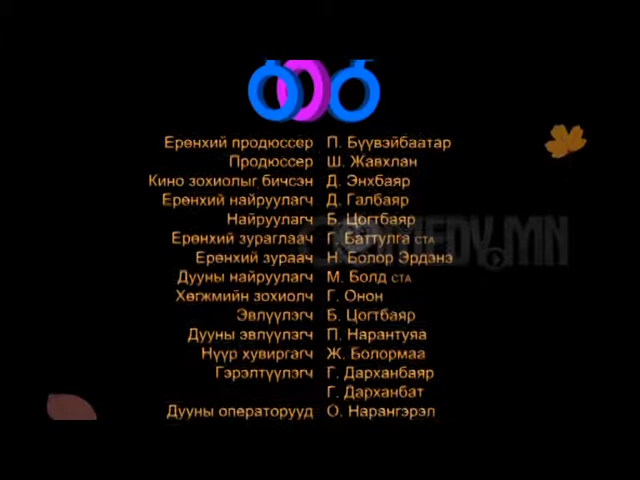 Ерөнхий продюссер П. Бүүвэйбаатар
Продюссер Ш. Жавхлан
Кино зохиолыг бичсэн Д. Энхбаяр
Ерөнхий найруулагч Д. Галбаяр
Найруулагч Б. Цогтбаяр
COMEDY.MN
Ерөнхий зураглаач Г. Баттулга СТА
Ерөнхий зураач Н. Болор Эрдэнэ
Дууны найруулагч М. Болд СТА
Хөгжмийн зохиолч Г. Онон
Эвлүүлэгч Б. Цогтбаяр
Дууны эвлүүлэгч П. Нарантуяа
Нүүр хувиргагч Ж. Болормаа
Гэрэлтүүлэгч Г. Дарханбаяр
Г. Дарханбат
Дууны операторууд О. Нарангэрэл